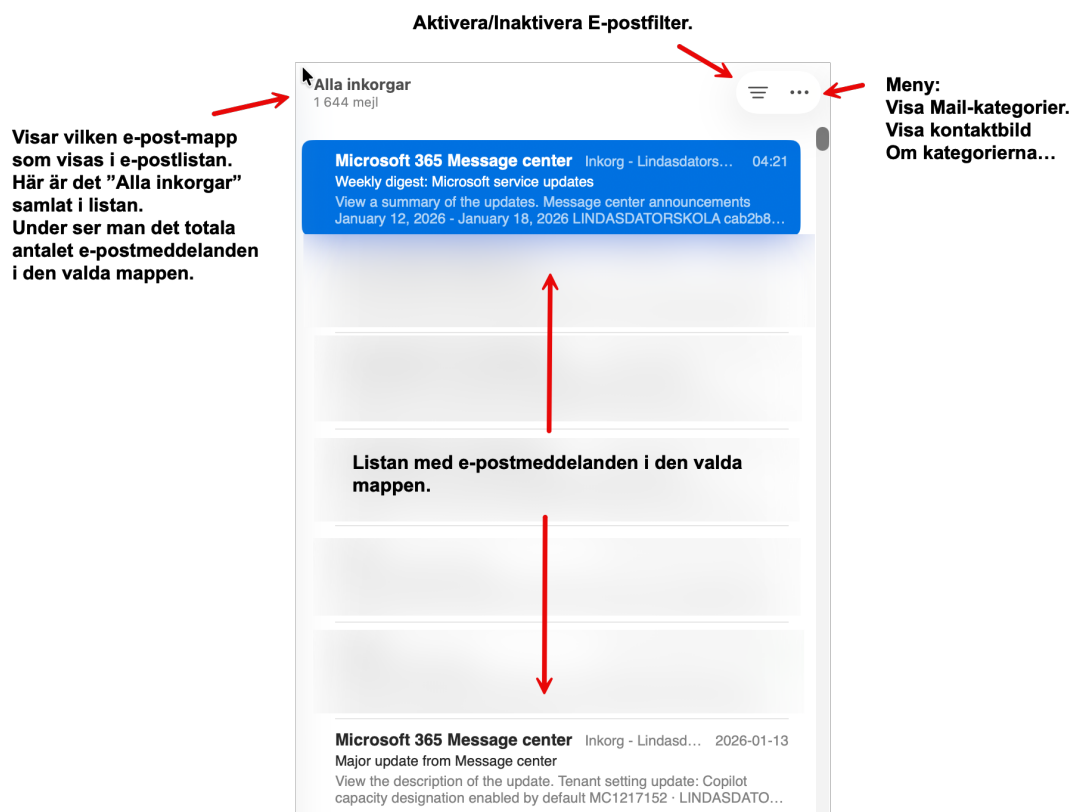 Aktivera/Inaktivera E-postfilter.
Alla inkorgar
1 644 mejl
Meny:
Visa Mail-kategorier.
Visa kontaktbild
Om kategorierna…
Visar vilken e-post-mapp
som visas i e-postlistan.
Här är det ”Alla inkorgar”
samlat i listan.
Under ser man det totala
antalet e-postmeddelanden
i den valda mappen.
Microsoft 365 Message center Inkorg - Lindasdators… 04:21
Weekly digest: Microsoft service updates
View a summary of the updates. Message center announcements
January 12, 2026 - January 18, 2026 LINDASDATORSKOLA cab2b8…
Listan med e-postmeddelanden i den valda
mappen.
Microsoft 365 Message center Inkorg - Lindasd… 2026-01-13
Major update from Message center
View the description of the update. Tenant setting update: Copilot
capacity designation enabled by default MC1217152 · LINDASDATO…